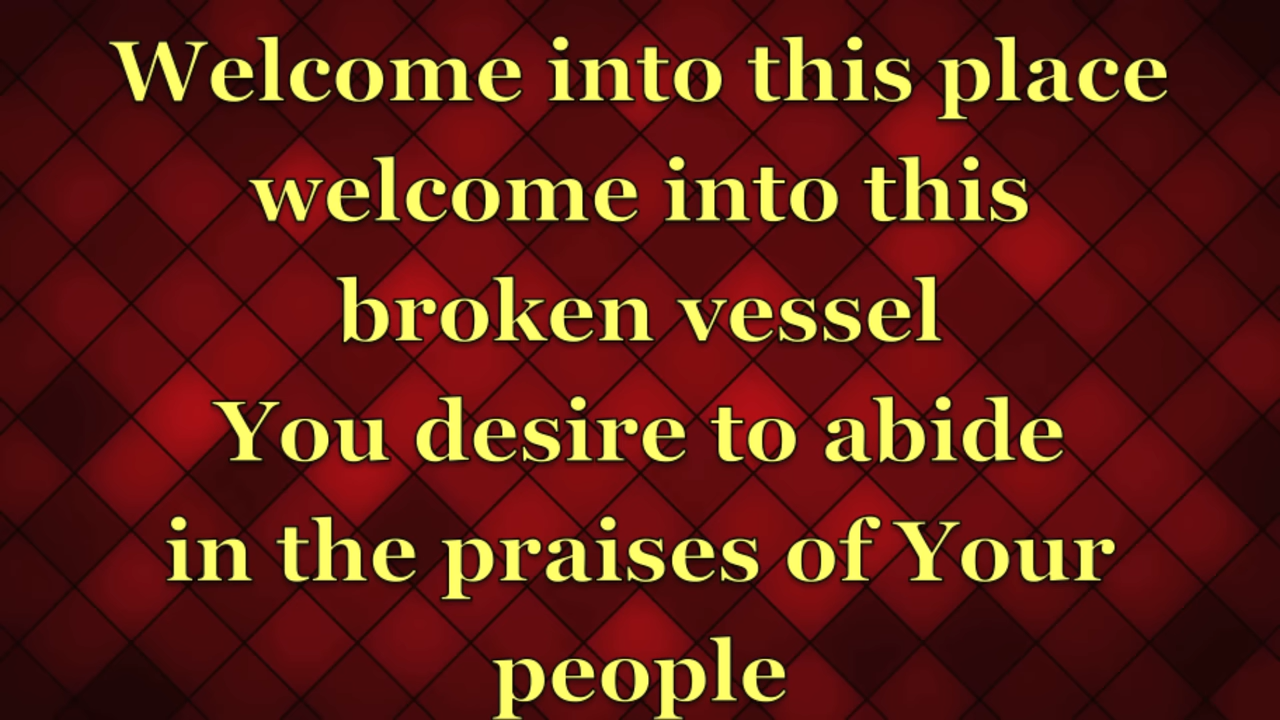 Welcome into this place
welcome into this
broken vessel
You desire to abide
in the praises of Your
people